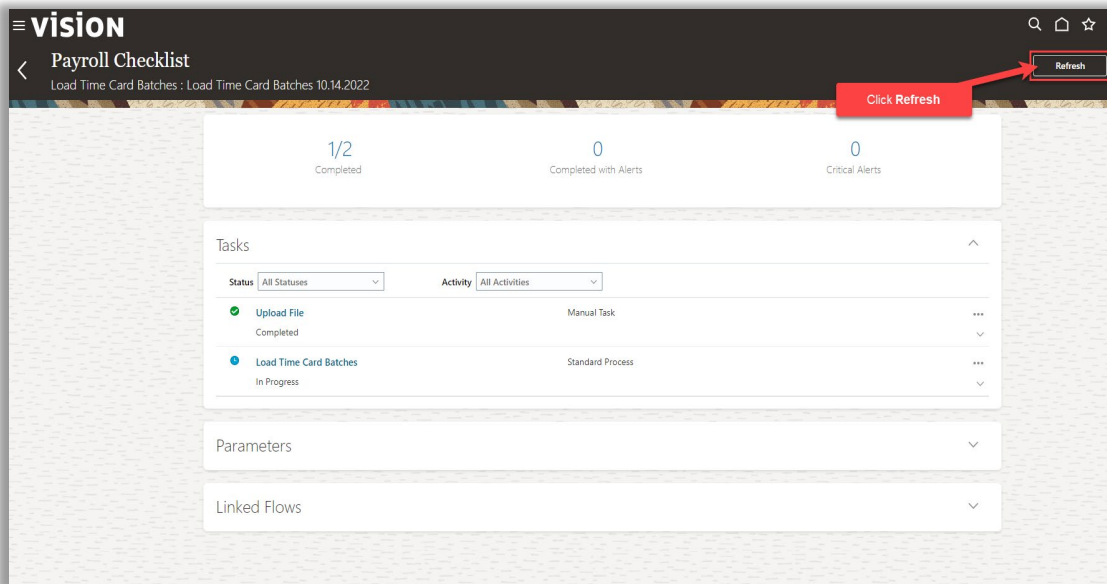 VISION
Payroll Checklist
Load Time Card Batches : Load Time Card Batches 10.14.2022
Refresh
Click Refresh
1/2
Completed
0
Completed with Alerts
0
Critical Alerts
Tasks
Status All Statuses Activity All Activities
Upload File Manual Task
Completed
Load Time Card Batches Standard Process
In Progress
Parameters
Linked Flows